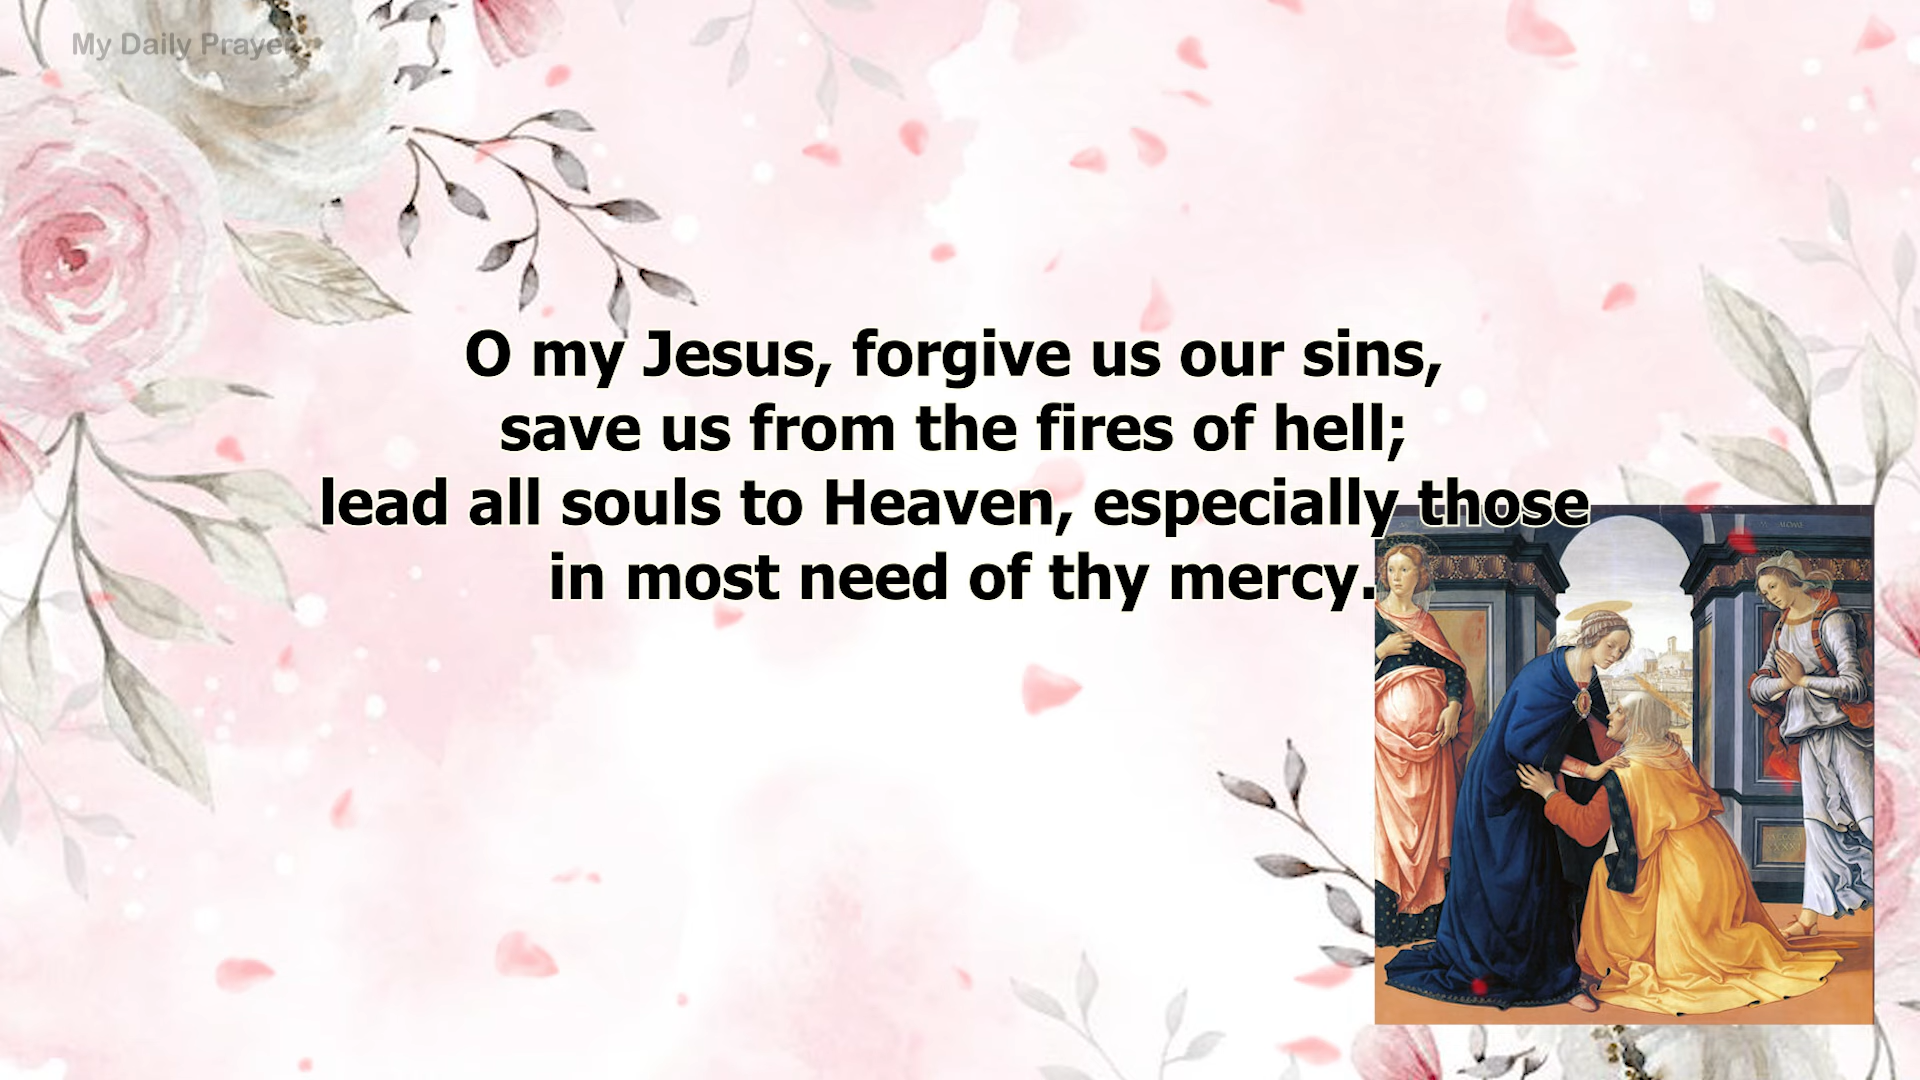 My Daily Prayer
O my Jesus, forgive us our sins,
save us from the fires of hell;
lead all souls to Heaven, especially those
in most need of thy mercy.